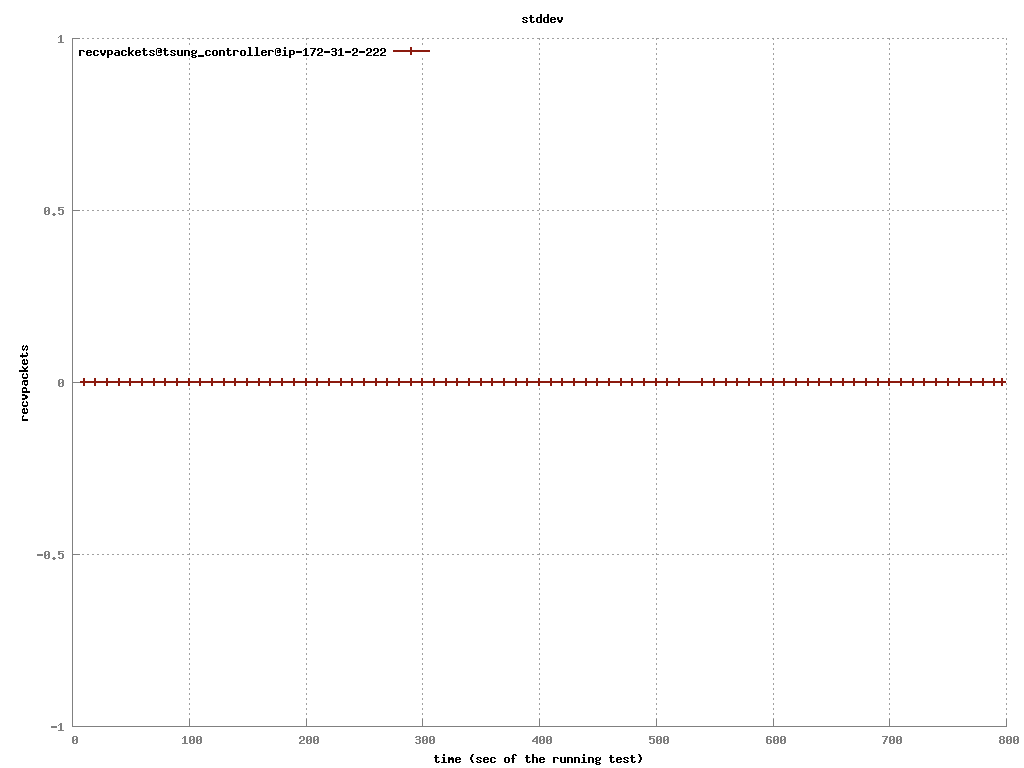 stddev
1
recvpackets@tsung_controller@ip-172-31-2-222
0.5
recvpackets
0
-0.5
-1
0 100 200 300 400 500 600 700 800
time (sec of the running test)